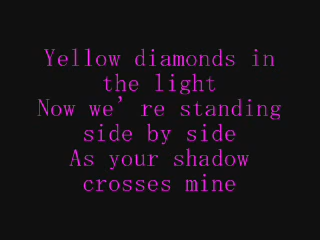 Yellow diamonds in
the light
Now we’re standing
side by side
As your shadow
crosses mine